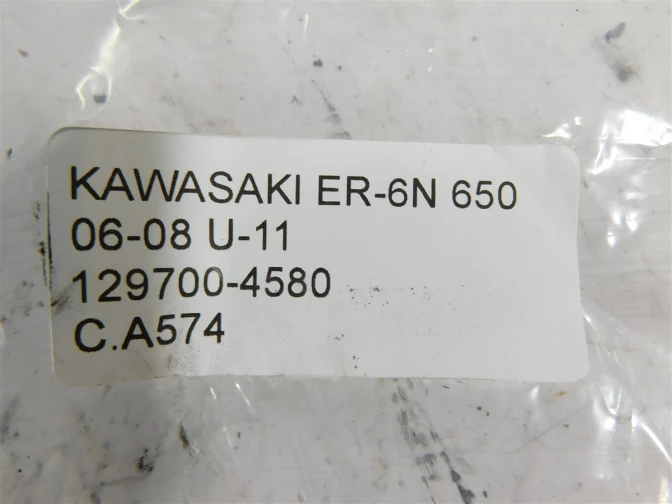 KAWASAKI ER-6N 650
06-08 U-11
129700-4580
C.A574